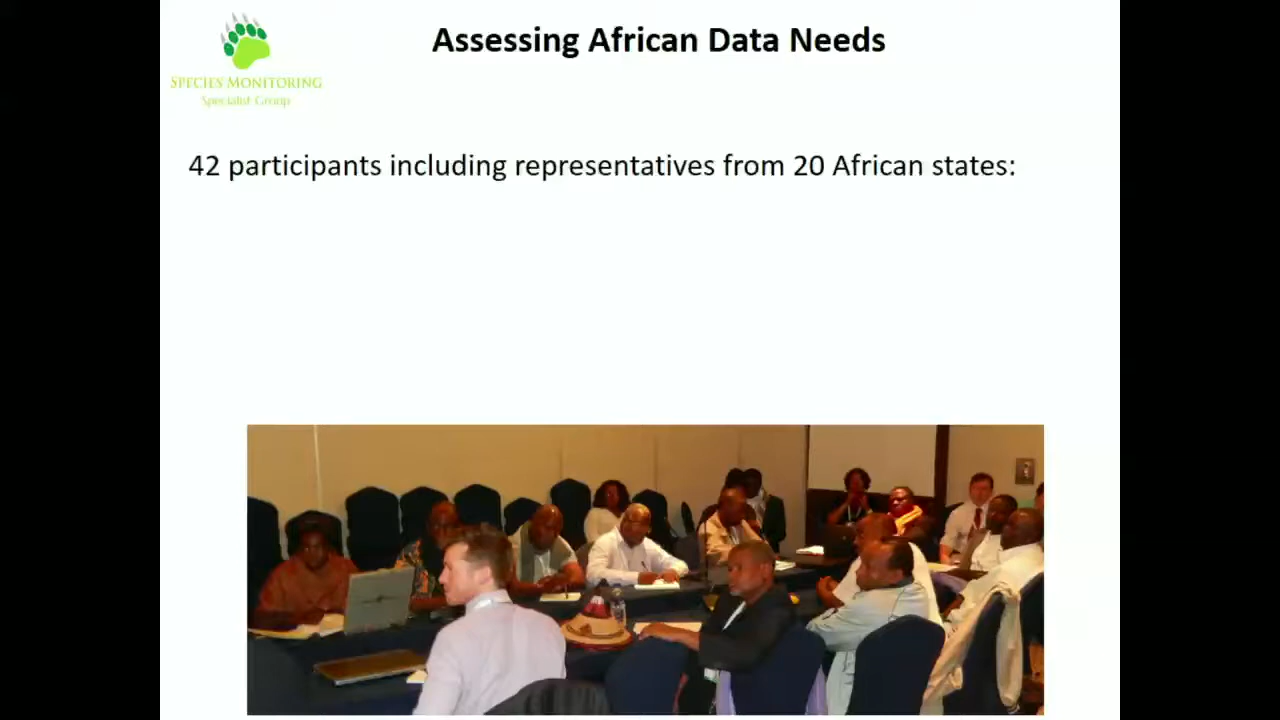 Assessing African Data Needs
SPECIES MONITORING
Specialist Group
42 participants including representatives from 20 African states: